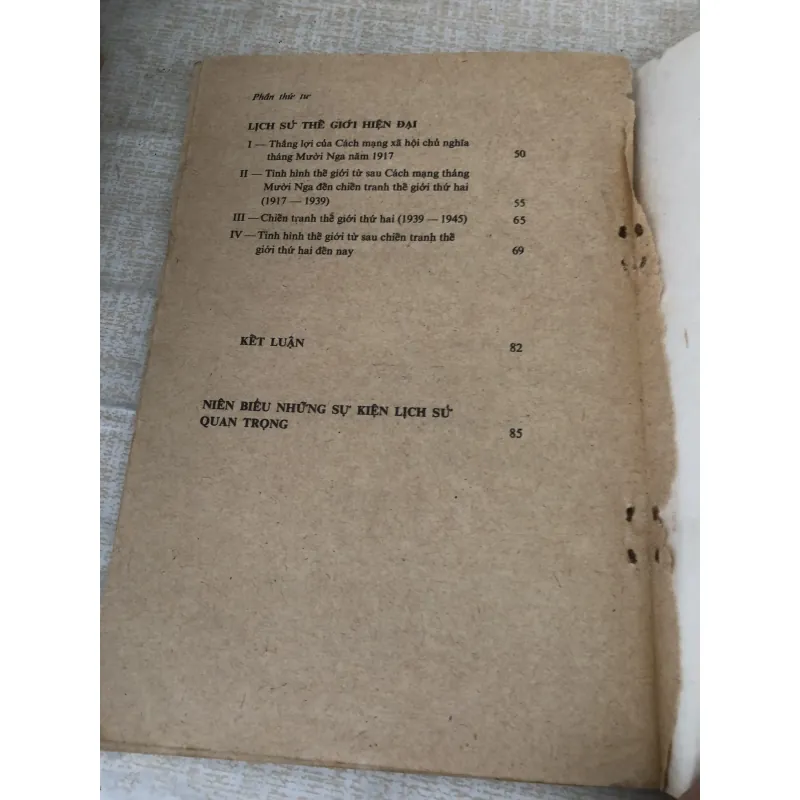 Phần thứ tư
LỊCH SỬ THẾ GIỚI HIỆN ĐẠI
I — Thắng lợi của Cách mạng xã hội chủ nghĩa
tháng Mười Nga năm 1917 50
II — Tình hình thế giới từ sau Cách mạng tháng
Mười Nga đến chiến tranh thế giới thứ hai
(1917 — 1939) 55
III — Chiến tranh thế giới thứ hai (1939 — 1945) 65
IV — Tình hình thế giới từ sau chiến tranh thế
giới thứ hai đến nay 69
KẾT LUẬN 82
NIÊN BIỂU NHỮNG SỰ KIỆN LỊCH SỬ
QUAN TRỌNG 85